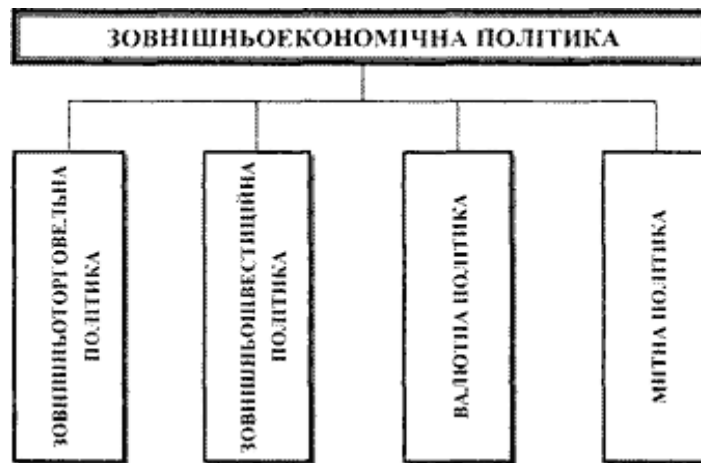 ЗОВНІШНЬОЕКОНОМІЧНА ПОЛІТИКА
ЗОВНІШНЬОТОРГОВЕЛЬНА
ПОЛІТИКА
ЗОВНІШНЬОІНВЕСТИЦІЙНА
ПОЛІТИКА
ВАЛЮТНА ПОЛІТИКА
МИТНА ПОЛІТИКА